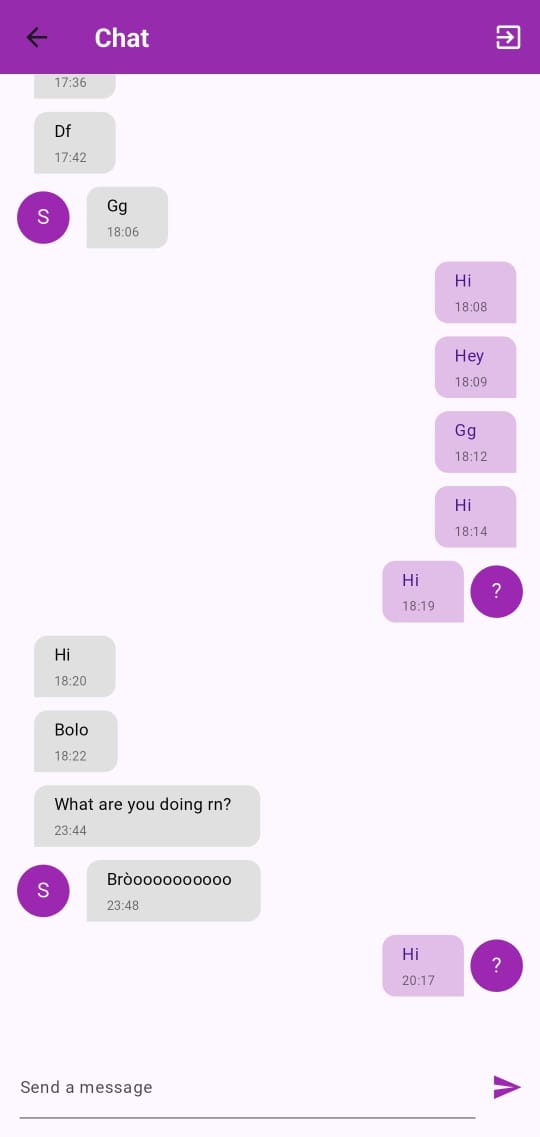 Chat
17:36
Df
17:42
S
Gg
18:06
Hi
18:08
Hey
18:09
Gg
18:12
Hi
18:14
Hi
18:19
?
Hi
18:20
Bolo
18:22
What are you doing rn?
23:44
S
Bròoooooooooo
23:48
Hi
20:17
?
Send a message